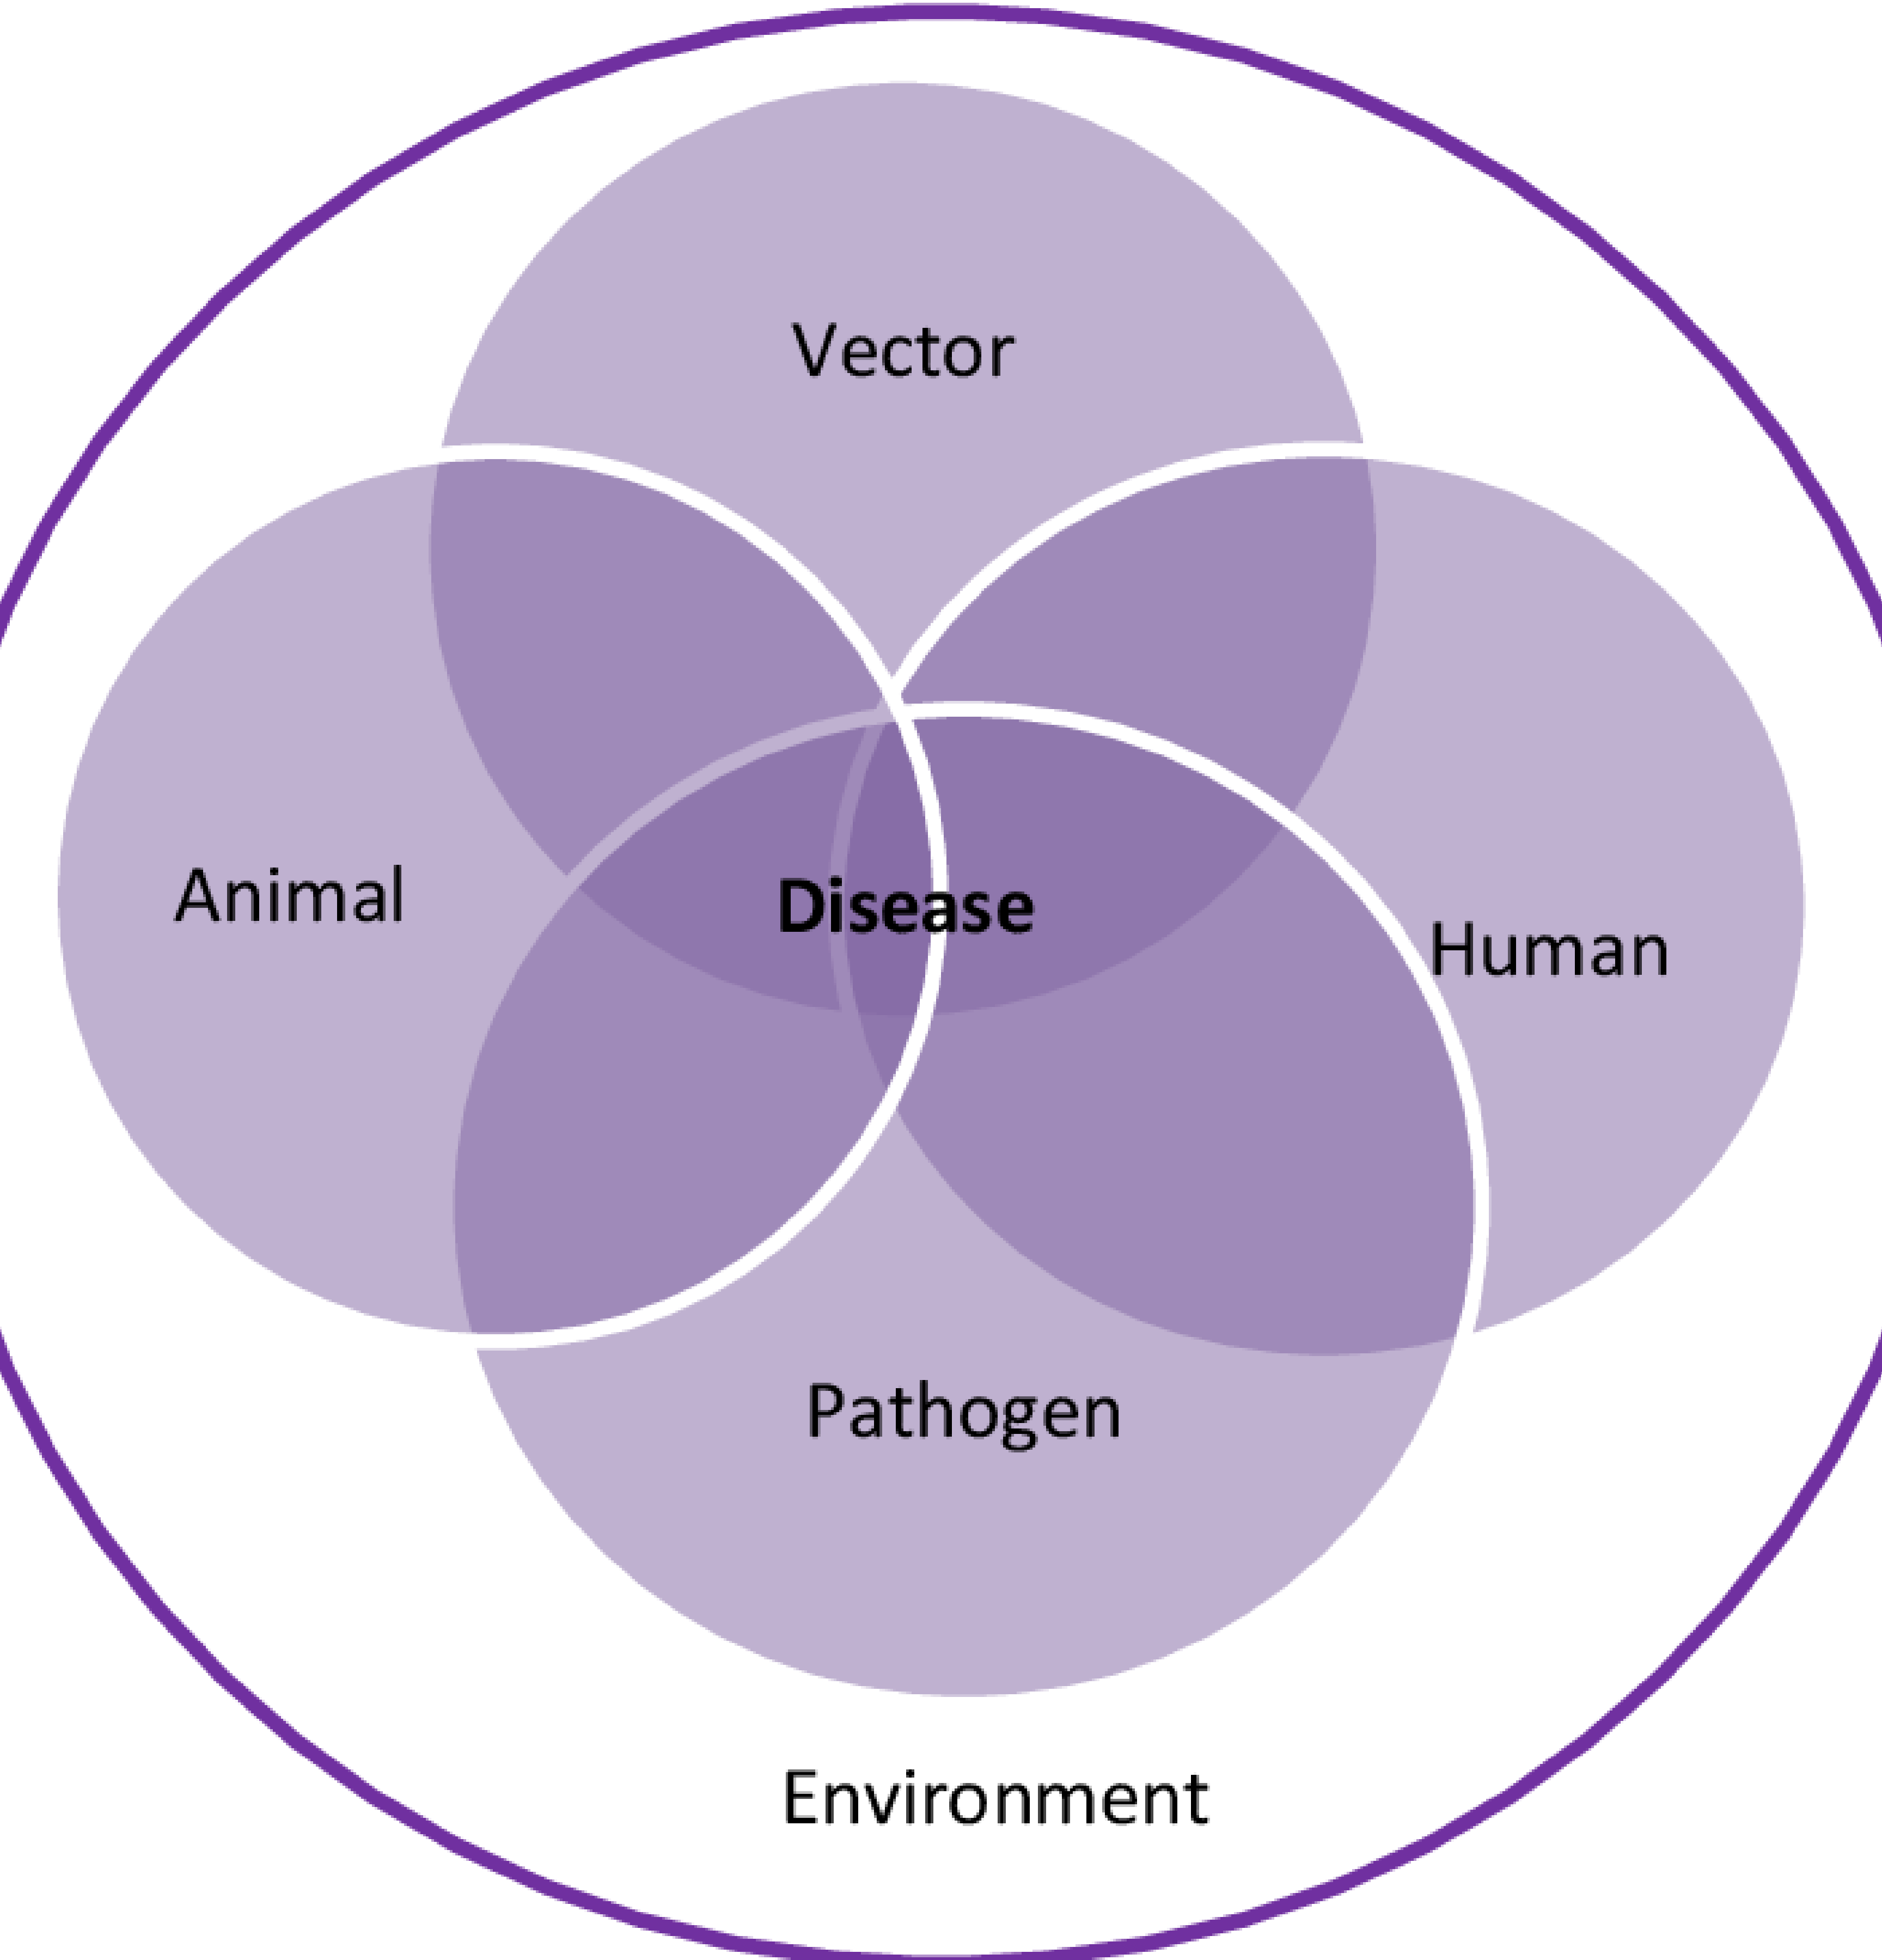 Vector
Animal
Disease
Human
Pathogen
Environment